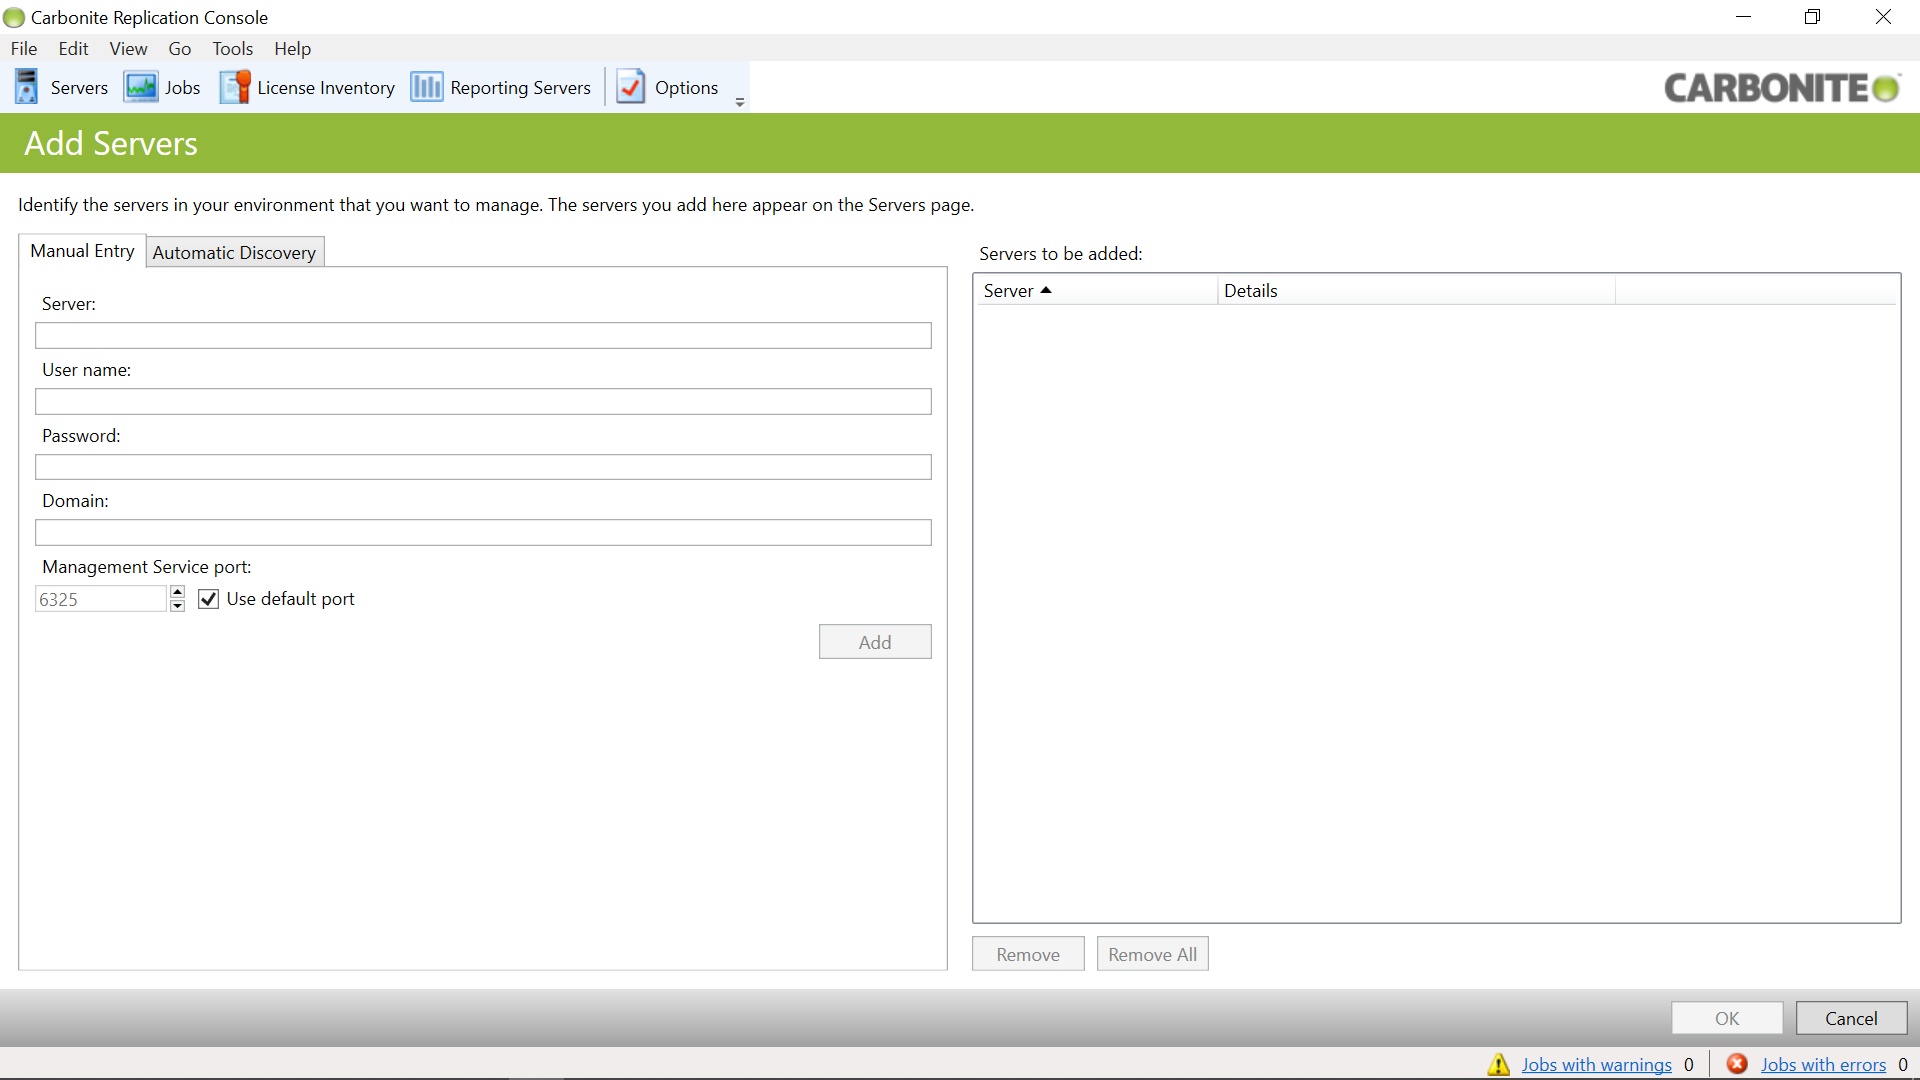 Carbonite Replication Console
File Edit View Go Tools Help
Servers Jobs License Inventory Reporting Servers Options
CARBONITE
Add Servers
Identify the servers in your environment that you want to manage. The servers you add here appear on the Servers page.
Manual Entry Automatic Discovery
Server:
User name:
Password:
Domain:
Management Service port:
6325 Use default port
Add
Servers to be added:
Server Details
Remove Remove All
OK Cancel
Jobs with warnings 0 Jobs with errors 0